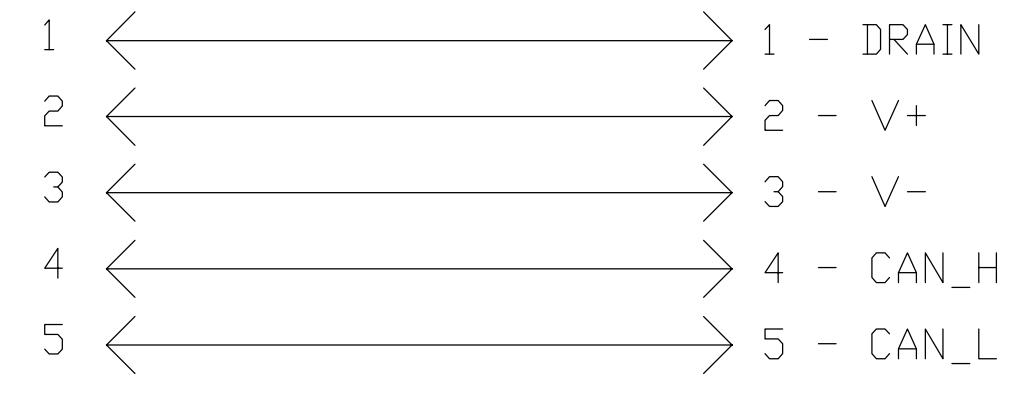 1 1 - DRAIN
2 2 - V+
3 3 - V-
4 4 - CAN_H
5 5 - CAN_L